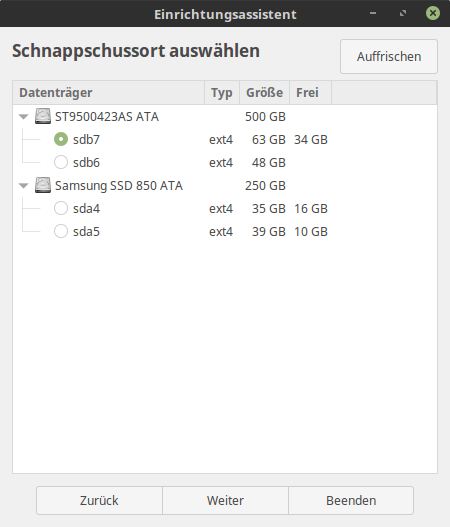 Einrichtungsassistent
Schnappschussort auswählen
Auffrischen
Datenträger Typ Größe Frei
ST9500423AS ATA 500 GB
sdb7 ext4 63 GB 34 GB
sdb6 ext4 48 GB
Samsung SSD 850 ATA 250 GB
sda4 ext4 35 GB 16 GB
sda5 ext4 39 GB 10 GB
Zurück Weiter Beenden